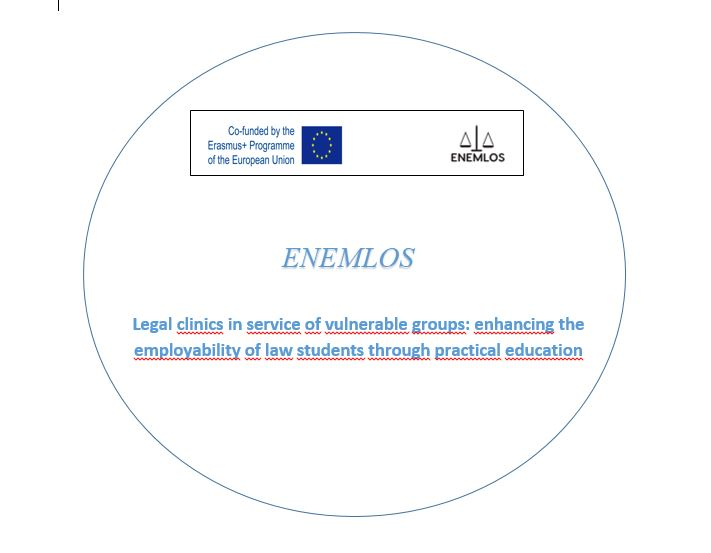 Co-funded by the
Erasmus+ Programme
of the European Union
ENEMLOS
ENEMLOS
Legal clinics in service of vulnerable groups: enhancing the
employability of law students through practical education